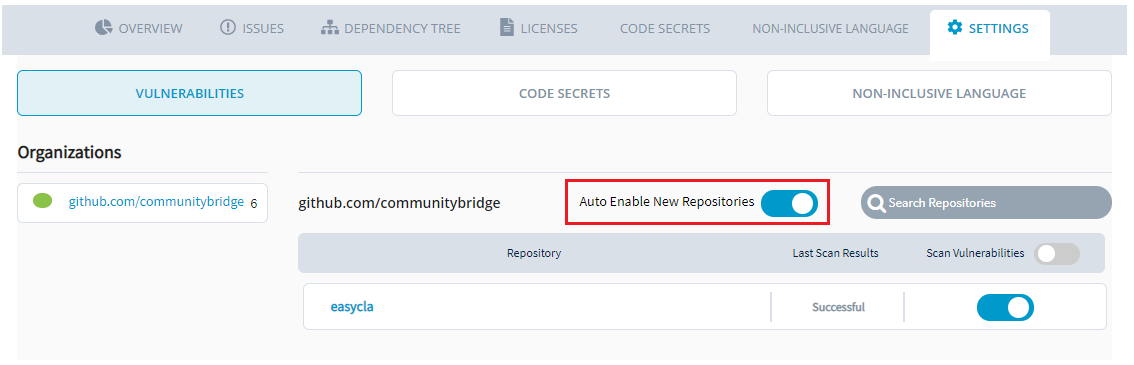 OVERVIEW ISSUES DEPENDENCY TREE LICENSES CODE SECRETS NON-INCLUSIVE LANGUAGE SETTINGS
VULNERABILITIES CODE SECRETS NON-INCLUSIVE LANGUAGE
Organizations
github.com/communitybridge 6
github.com/communitybridge Auto Enable New Repositories Search Repositories
Repository Last Scan Results Scan Vulnerabilities
easycla Successful